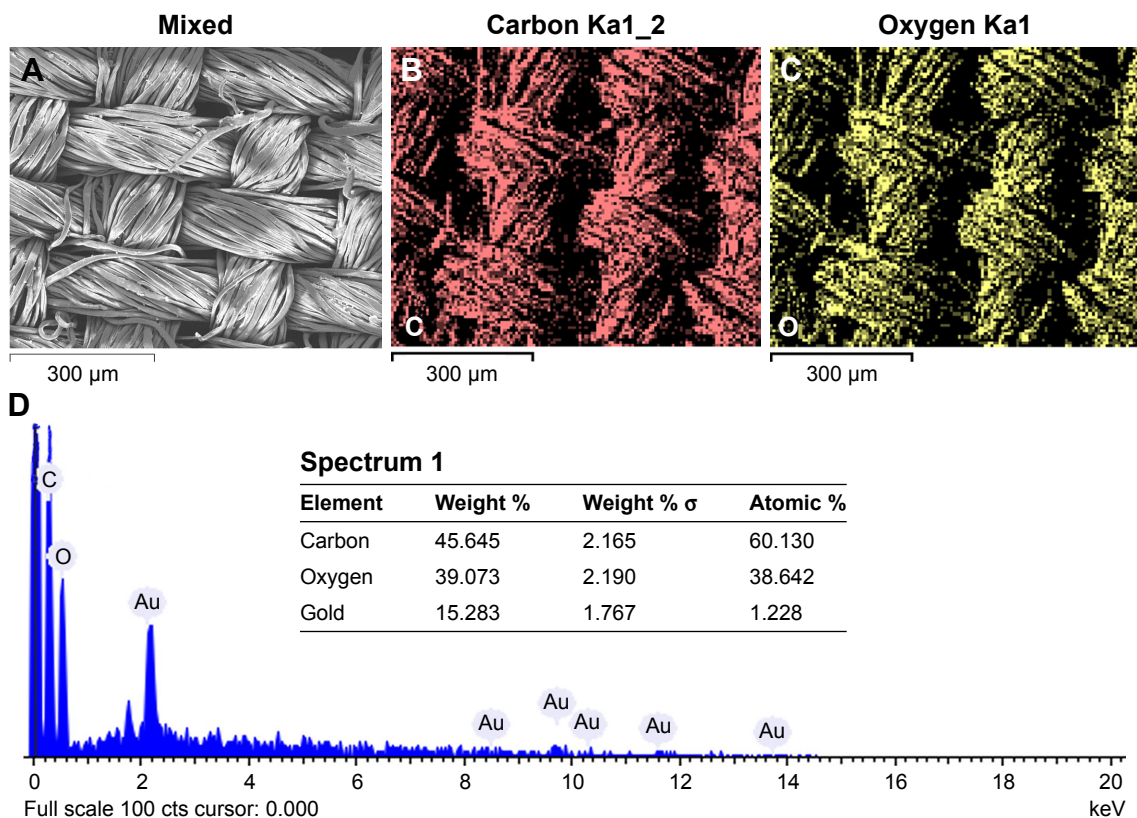 Mixed
Carbon Ka1_2
Oxygen Ka1
A
B
C
C
O
300 µm
300 µm
300 µm
D
Spectrum 1
Element Weight % Weight % σ Atomic %
Carbon 45.645 2.165 60.130
Oxygen 39.073 2.190 38.642
Gold 15.283 1.767 1.228
C
O
Au
Au
Au
Au
Au
Au
0 2 4 6 8 10 12 14 16 18 20
Full scale 100 cts cursor: 0.000
keV